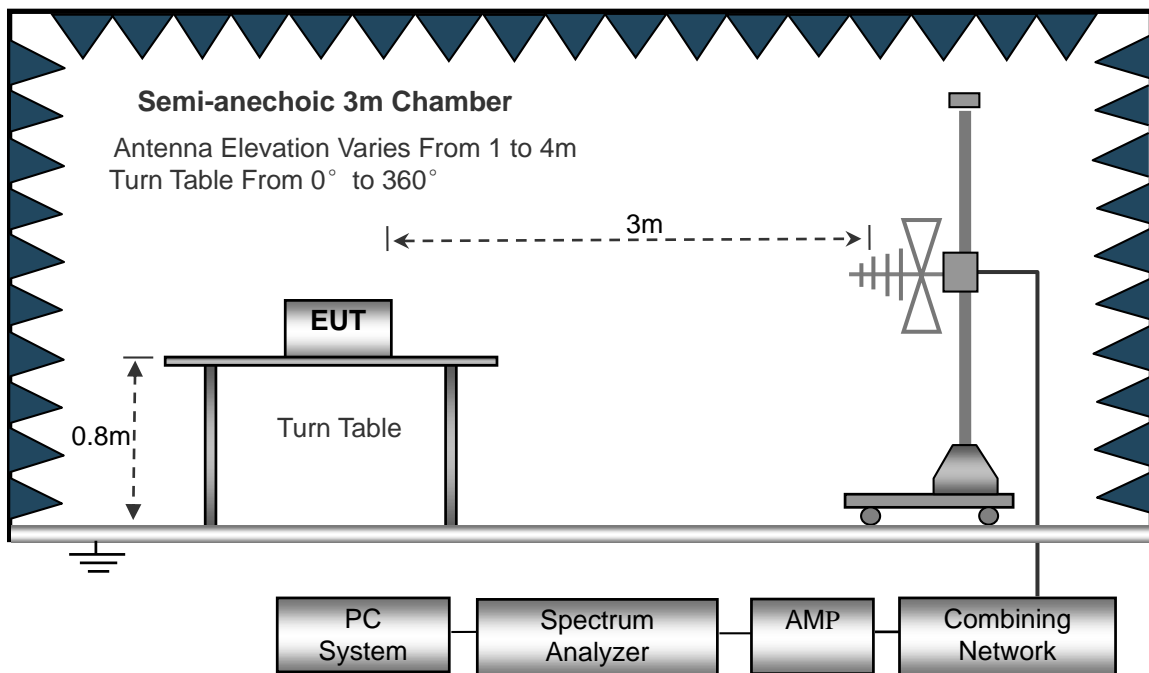 Semi-anechoic 3m Chamber
Antenna Elevation Varies From 1 to 4m
Turn Table From 0° to 360°
3m
EUT
0.8m
Turn Table
PC
System
Spectrum
Analyzer
AMP
Combining
Network